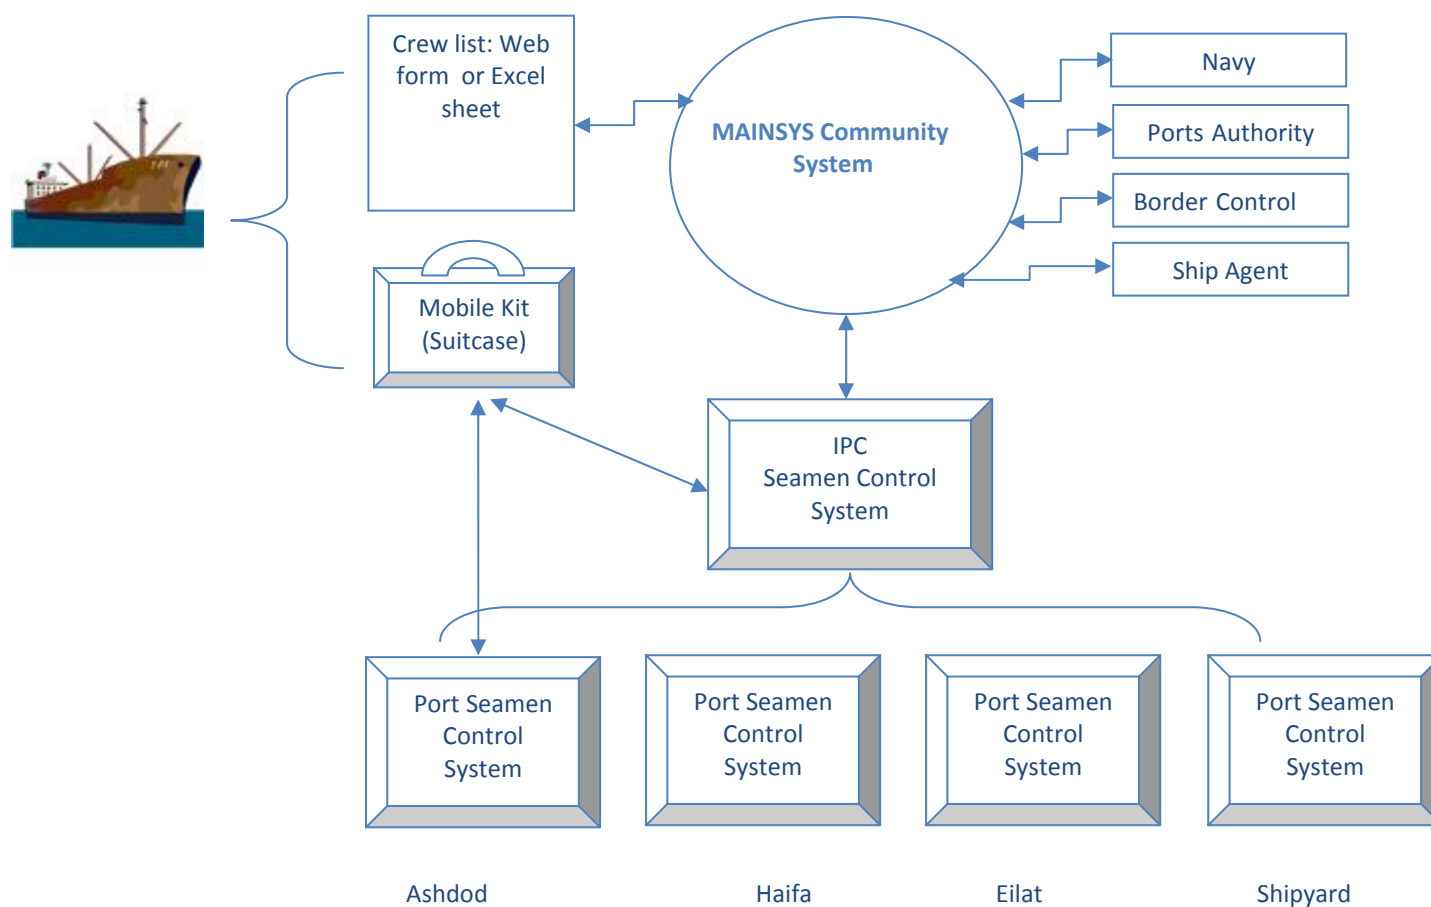 Crew list: Web
form or Excel
sheet
MAINSYS Community
System
Navy
Ports Authority
Border Control
Ship Agent
Mobile Kit
(Suitcase)
IPC
Seamen Control
System
Port Seamen
Control
System
Port Seamen
Control
System
Port Seamen
Control
System
Port Seamen
Control
System
Ashdod
Haifa
Eilat
Shipyard